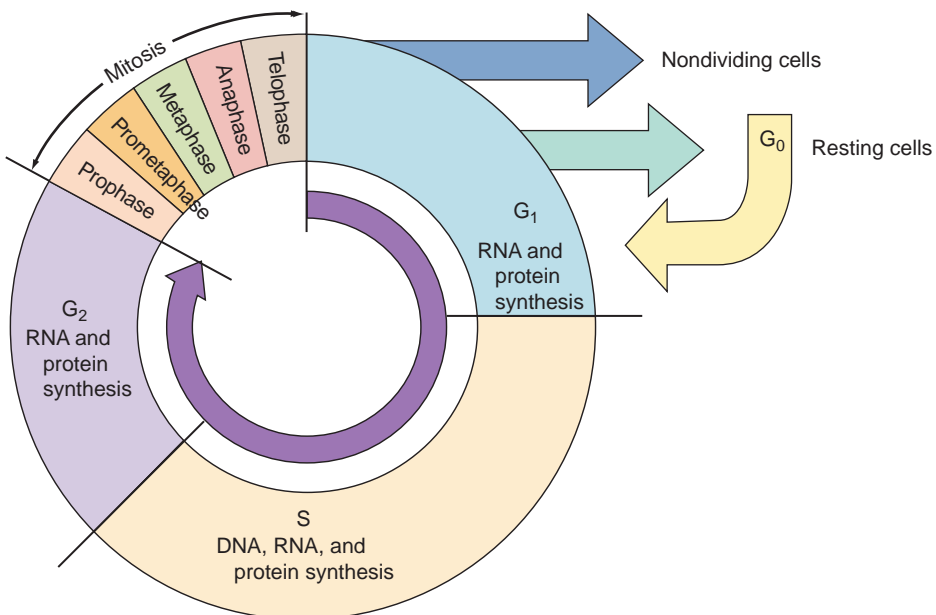 Mitosis
Prophase
Prometaphase
Metaphase
Anaphase
Telophase
Nondividing cells
G0
Resting cells
G1
RNA and
protein
synthesis
G2
RNA and
protein
synthesis
S
DNA, RNA, and
protein synthesis